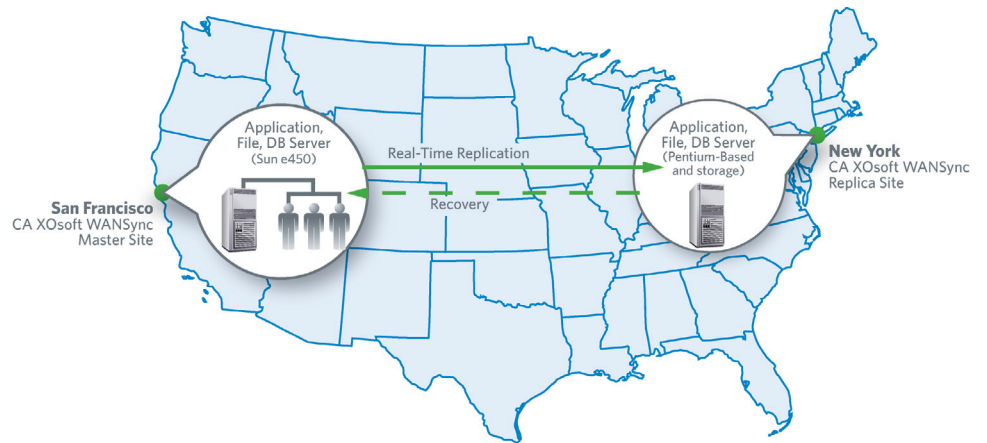 Application,
File, DB Server
(Sun e450)
San Francisco
CA XOsoft WANSync
Master Site
Real-Time Replication
Recovery
Application,
File, DB Server
(Pentium-Based
and storage)
New York
CA XOsoft WANSync
Replica Site